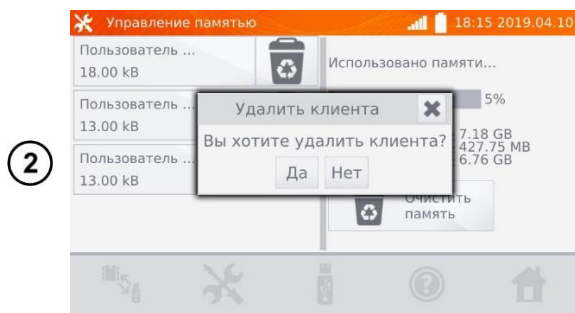 Управление памятью
18:15 2019.04.10
Пользователь ...
18.00 kB
Пользователь ...
13.00 kB
Пользователь ...
13.00 kB
Использовано памяти...
5%
7.18 GB
427.75 MB
6.76 GB
Очистить
память
Удалить клиента
Вы хотите удалить клиента?
Да Нет
2